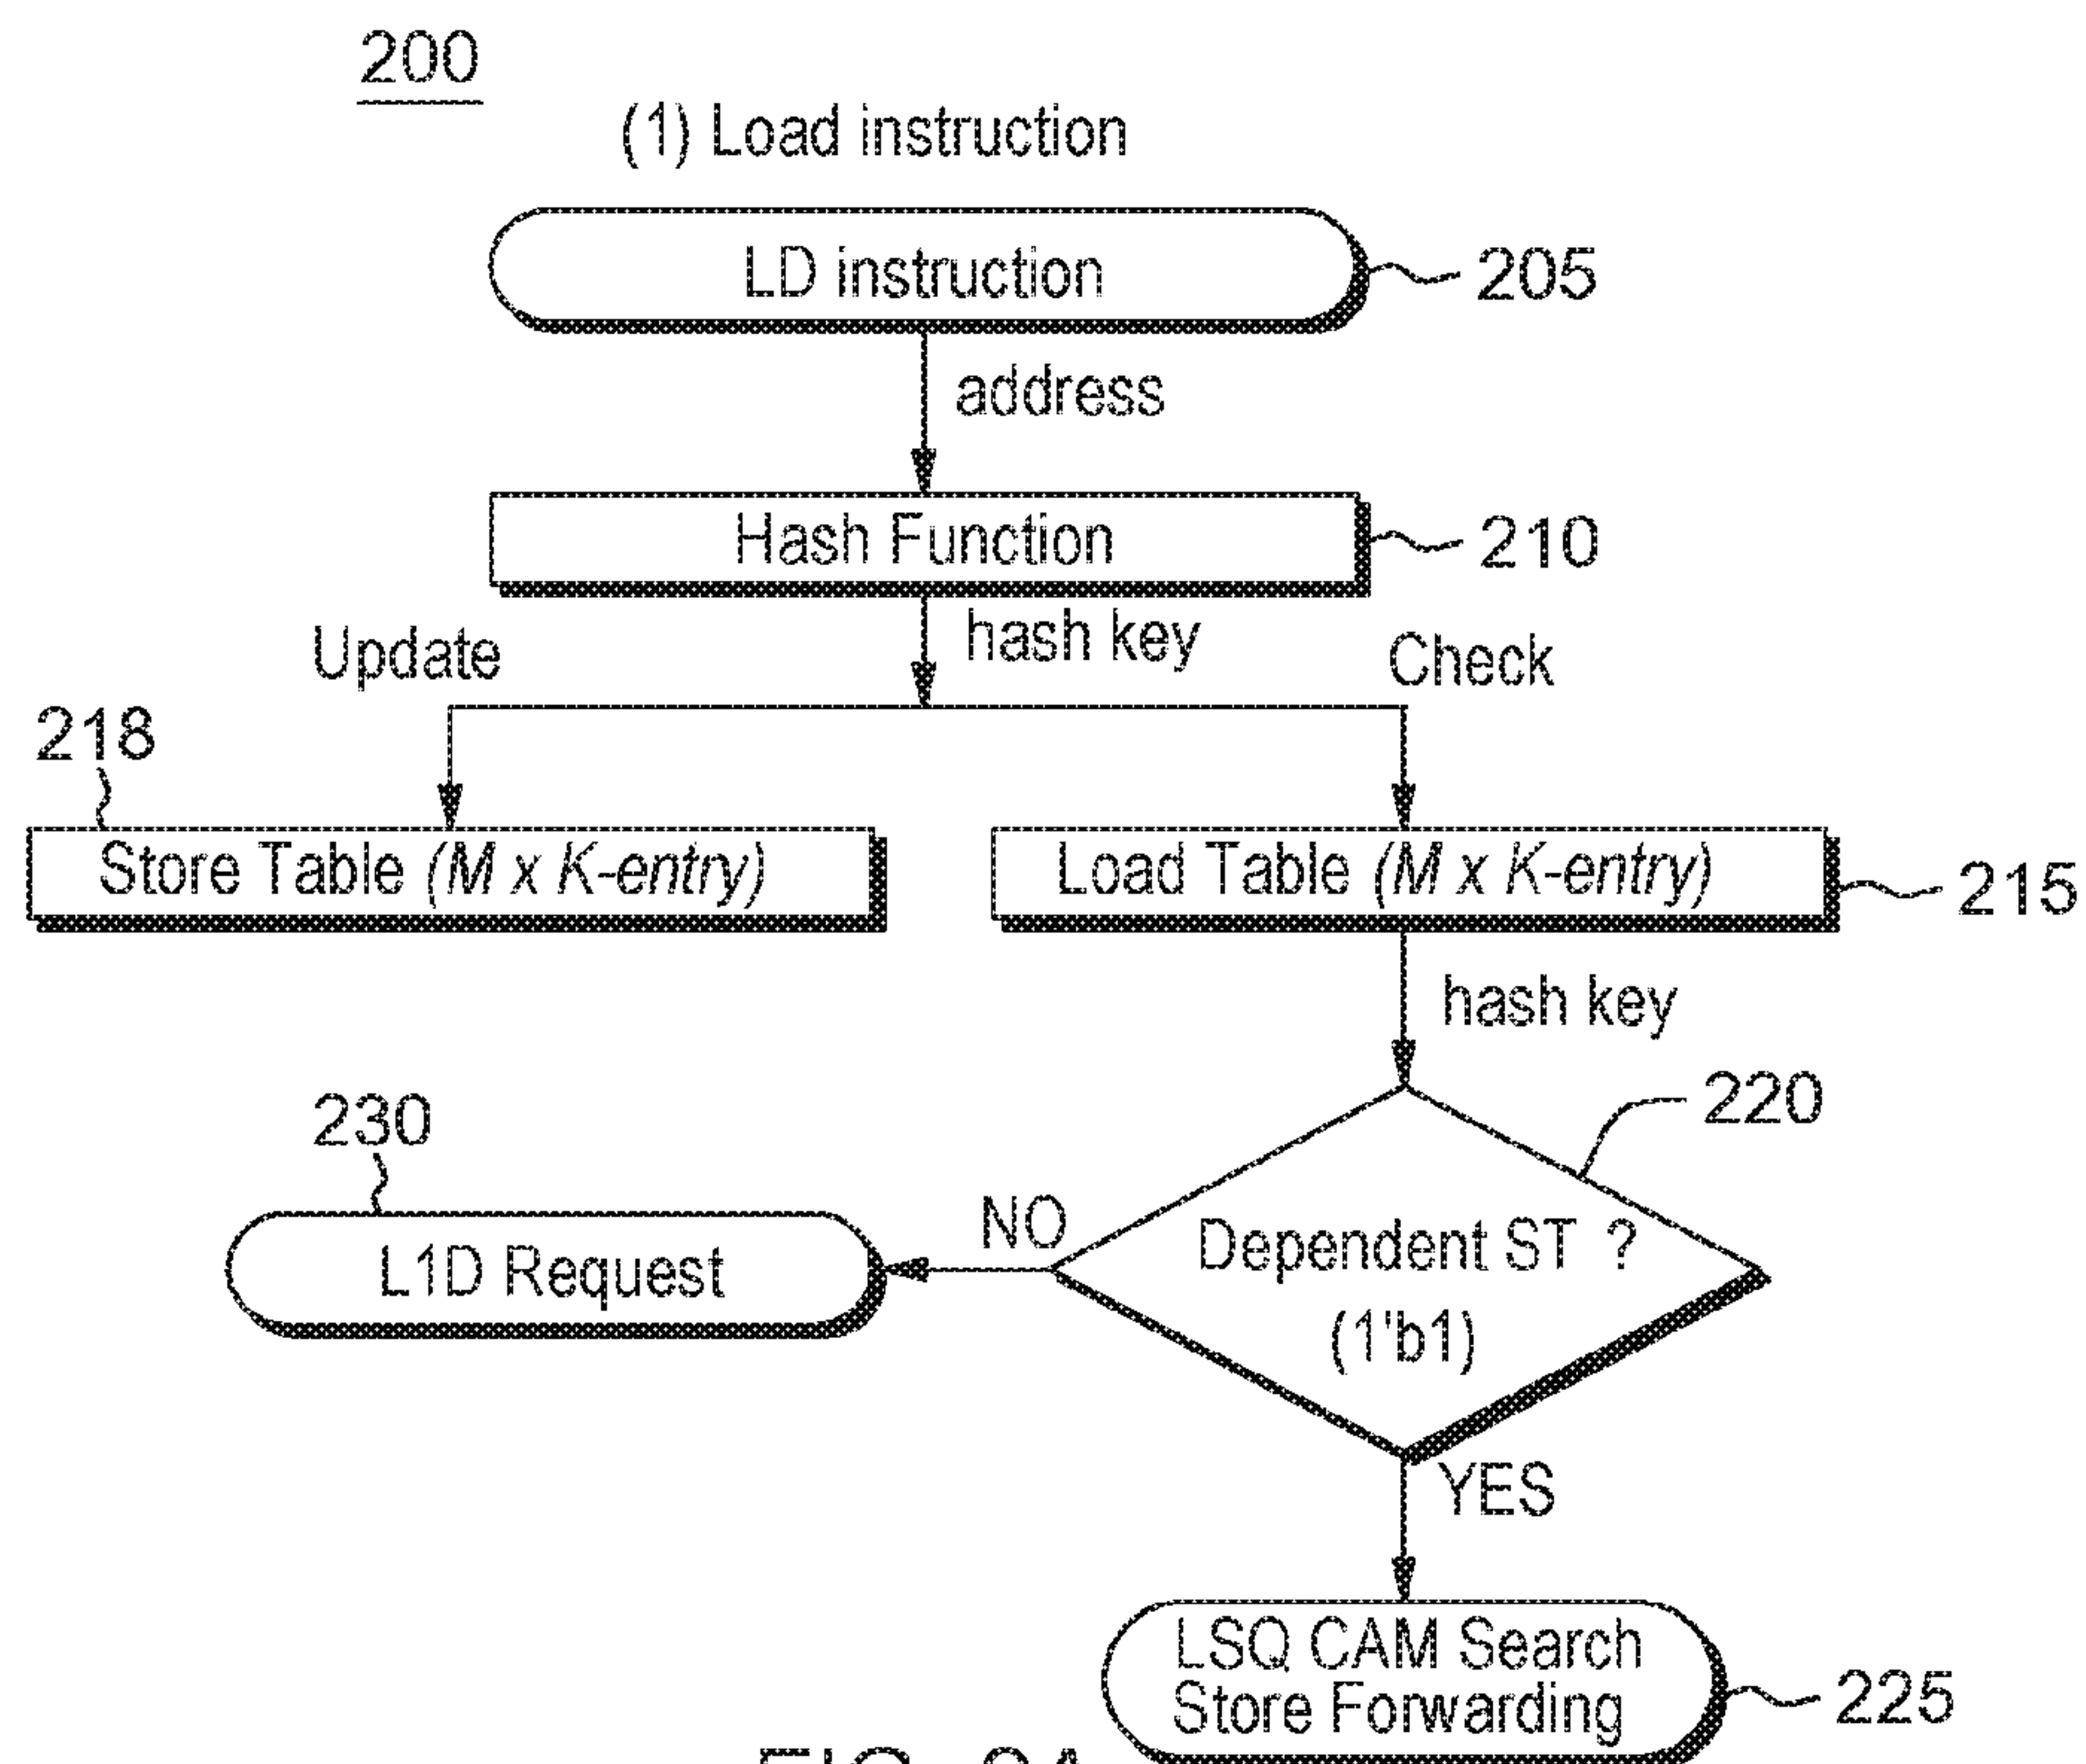 200
(1) Load instruction
LD instruction
205
address
Hash Function
210
hash key
Update
Check
218
Store Table (M x K-entry)
Load Table (M x K-entry)
215
hash key
220
230
NO
Dependent ST ?
(1'b1)
L1D Request
YES
LSQ CAM Search
Store Forwarding
225